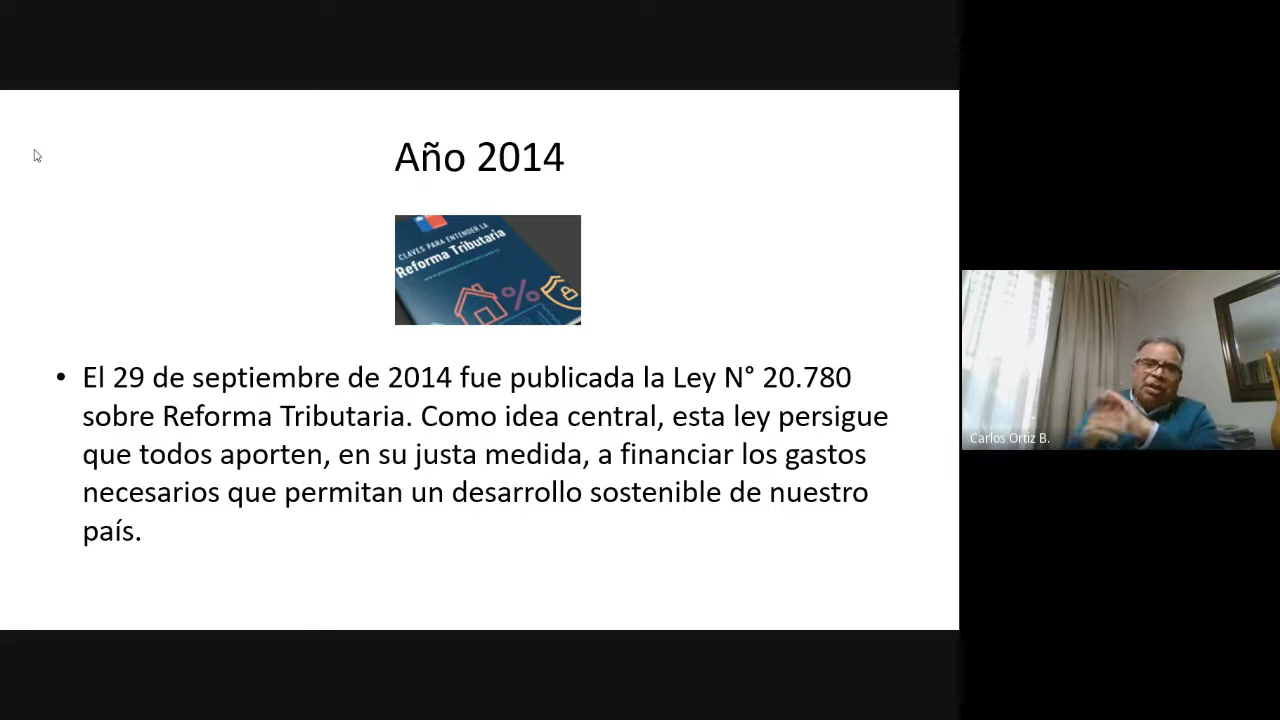 Año 2014
CLAVES PARA ENTENDER LA
Reforma Tributaria
• El 29 de septiembre de 2014 fue publicada la Ley N° 20.780
sobre Reforma Tributaria. Como idea central, esta ley persigue
que todos aporten, en su justa medida, a financiar los gastos
necesarios que permitan un desarrollo sostenible de nuestro
país.
Carlos Ortiz B.